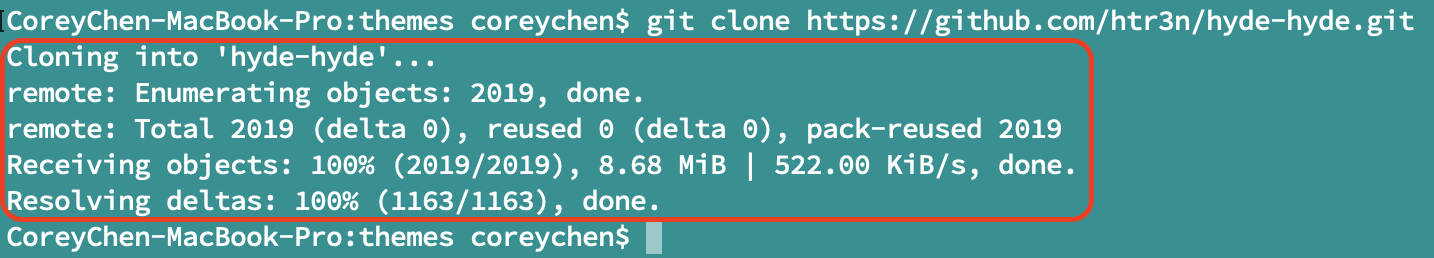 CoreyChen-MacBook-Pro:themes coreychen$ git clone https://github.com/htr3n/hyde-hyde.git
Cloning into 'hyde-hyde'...
remote: Enumerating objects: 2019, done.
remote: Total 2019 (delta 0), reused 0 (delta 0), pack-reused 2019
Receiving objects: 100% (2019/2019), 8.68 MiB | 522.00 KiB/s, done.
Resolving deltas: 100% (1163/1163), done.
CoreyChen-MacBook-Pro:themes coreychen$